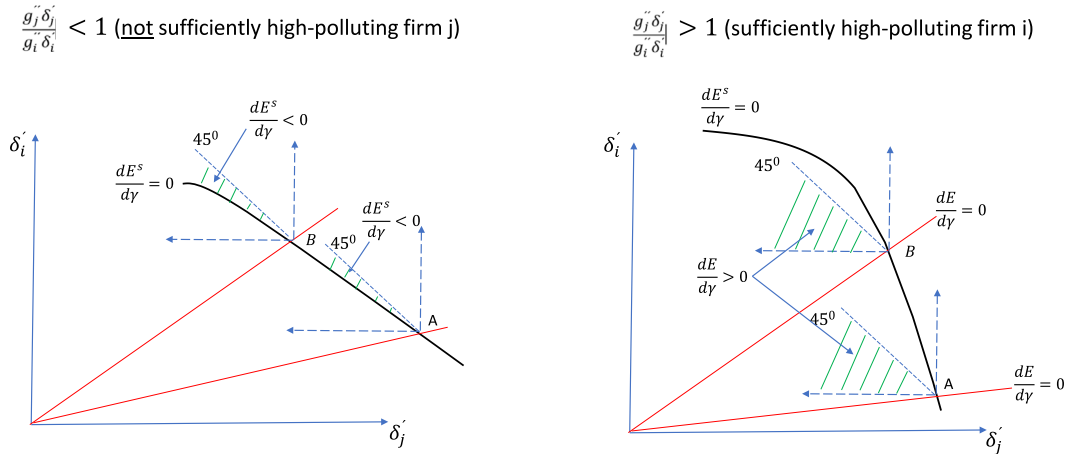 g_j''δ_j'/g_i''δ_i'| < 1 (not sufficiently high-polluting firm j)
g_j''δ_j'/g_i''δ_i'| > 1 (sufficiently high-polluting firm i)
δ_i'
dE^s/dγ = 0
45⁰
dE^s/dγ < 0
dE^s/dγ < 0
45⁰
B
A
δ_j'
δ_i'
dE^s/dγ = 0
45⁰
dE/dγ = 0
B
dE/dγ > 0
45⁰
A
dE/dγ = 0
δ_j'